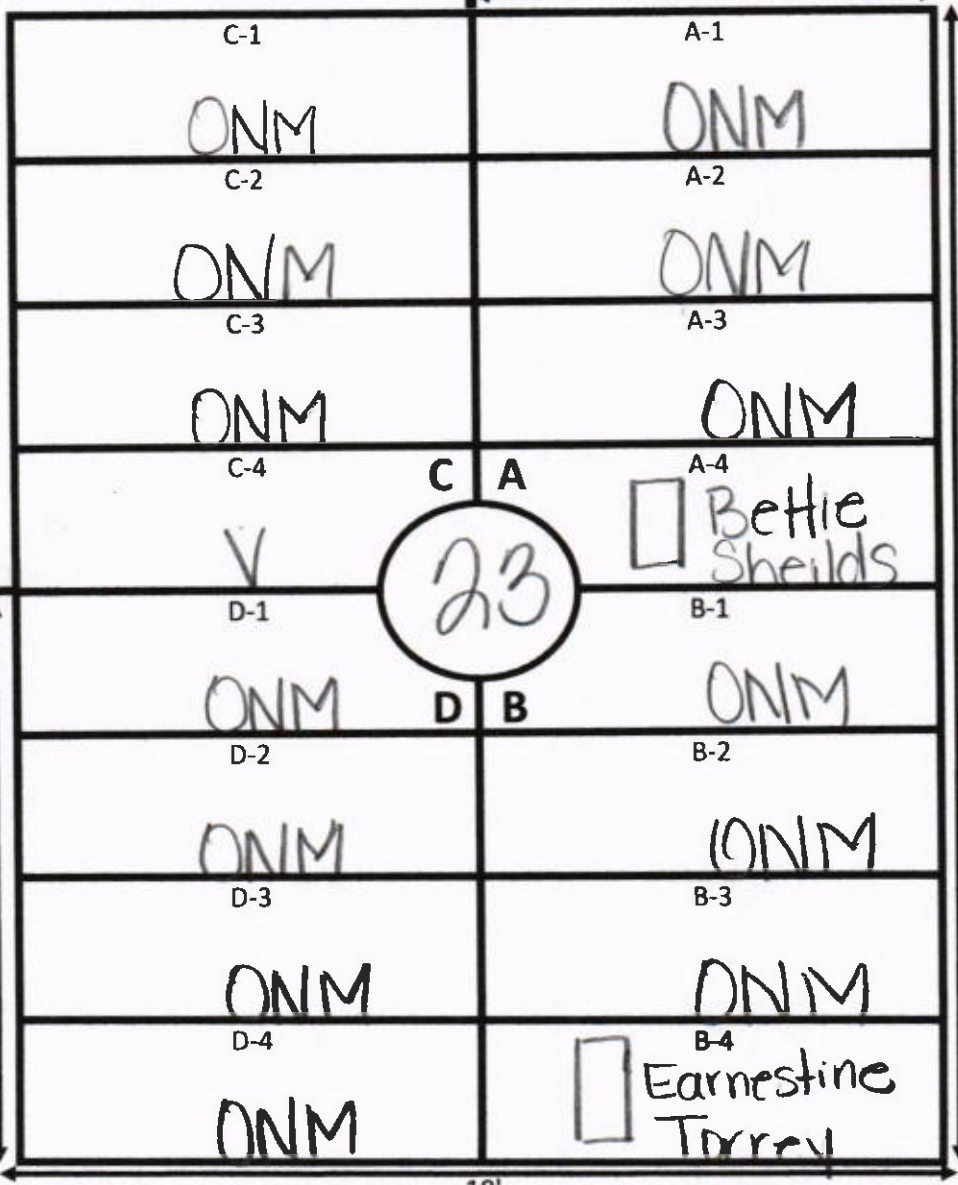 C-1
A-1
ONM
ONM
C-2
A-2
ONM
ONM
C-3
A-3
ONM
ONM
C-4
C
A
A-4
V
Bettie
Sheilds
23
D-1
B-1
ONM
D
B
ONM
D-2
B-2
ONM
ONM
D-3
B-3
ONM
ONM
D-4
B-4
ONM
Earnestine
Torrey